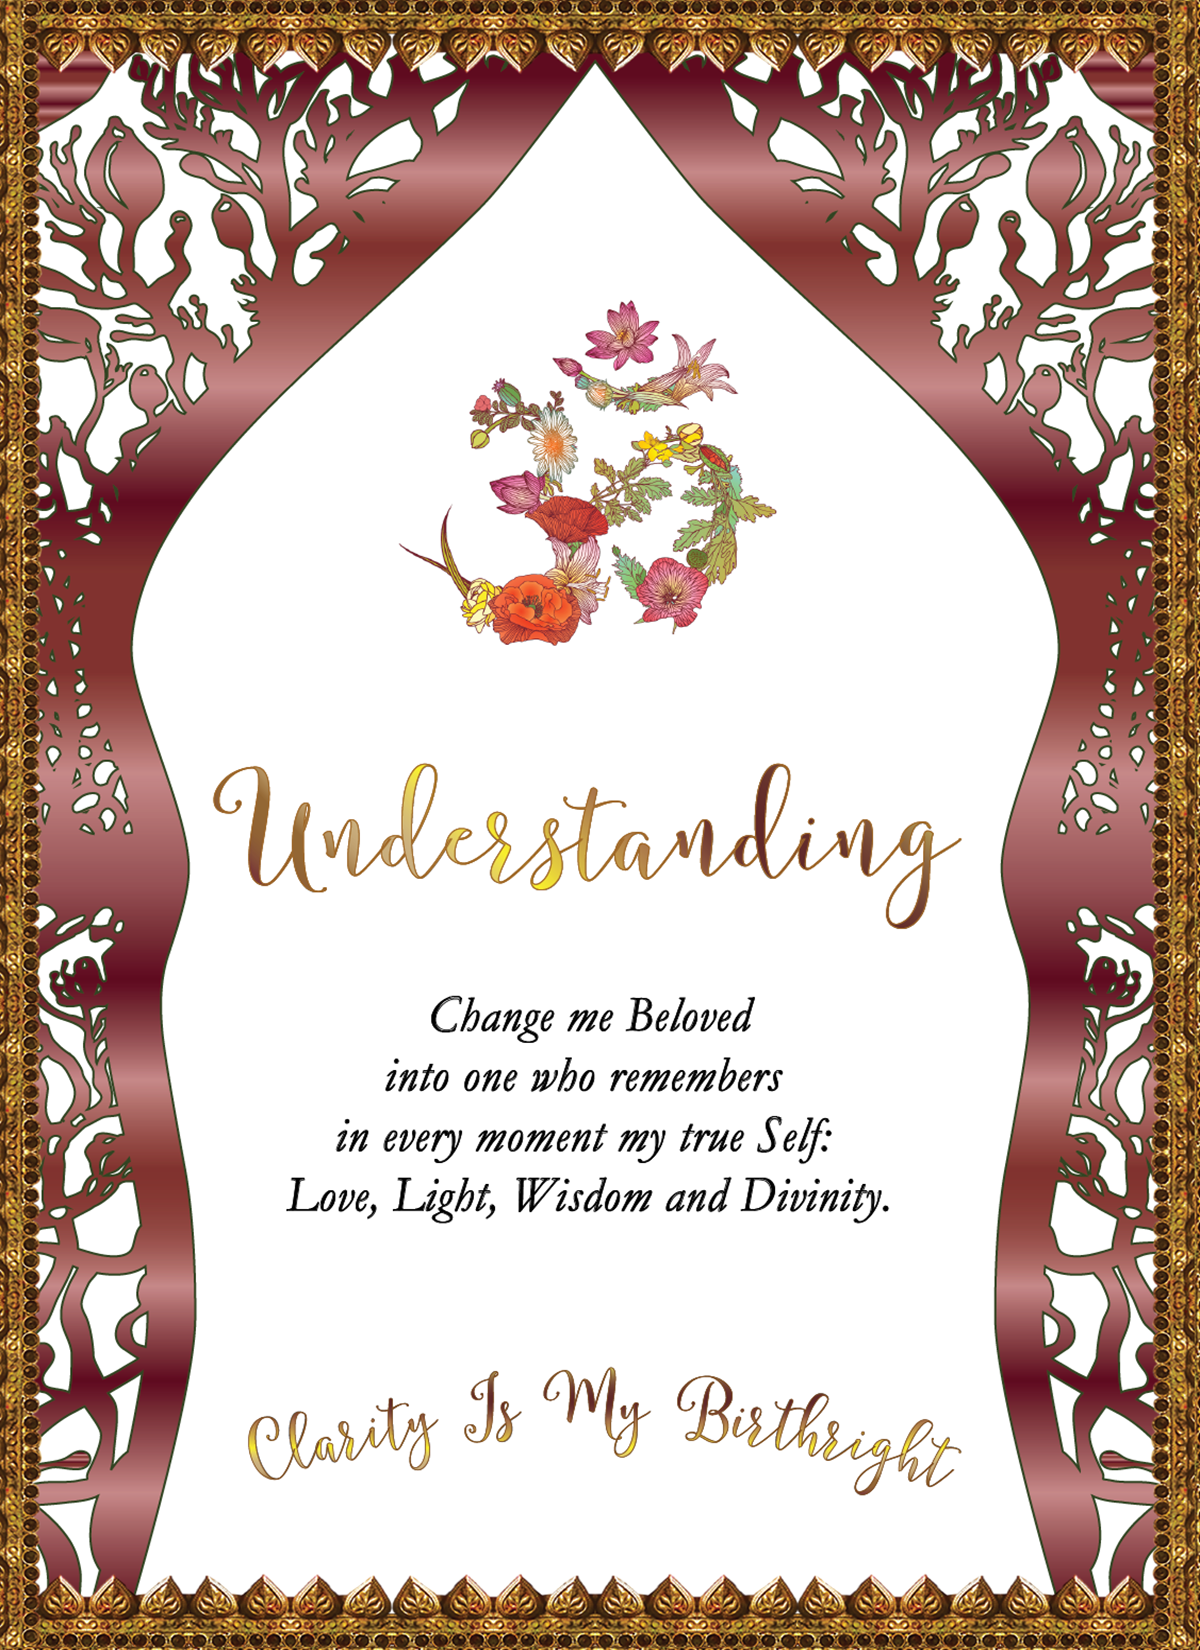 ॐ
Understanding
Change me Beloved
into one who remembers
in every moment my true Self:
Love, Light, Wisdom and Divinity.
Clarity Is My Birthright